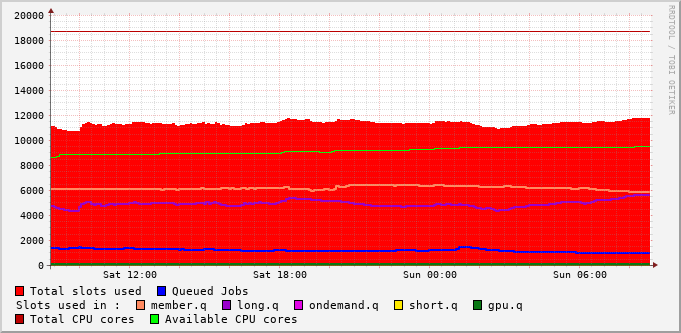 20000
18000
16000
14000
12000
10000
8000
6000
4000
2000
0
Sat 12:00 Sat 18:00 Sun 00:00 Sun 06:00
Total slots used Queued Jobs
Slots used in : member.q long.q ondemand.q short.q gpu.q
Total CPU cores Available CPU cores
RRDTOOL / TOBI OETIKER